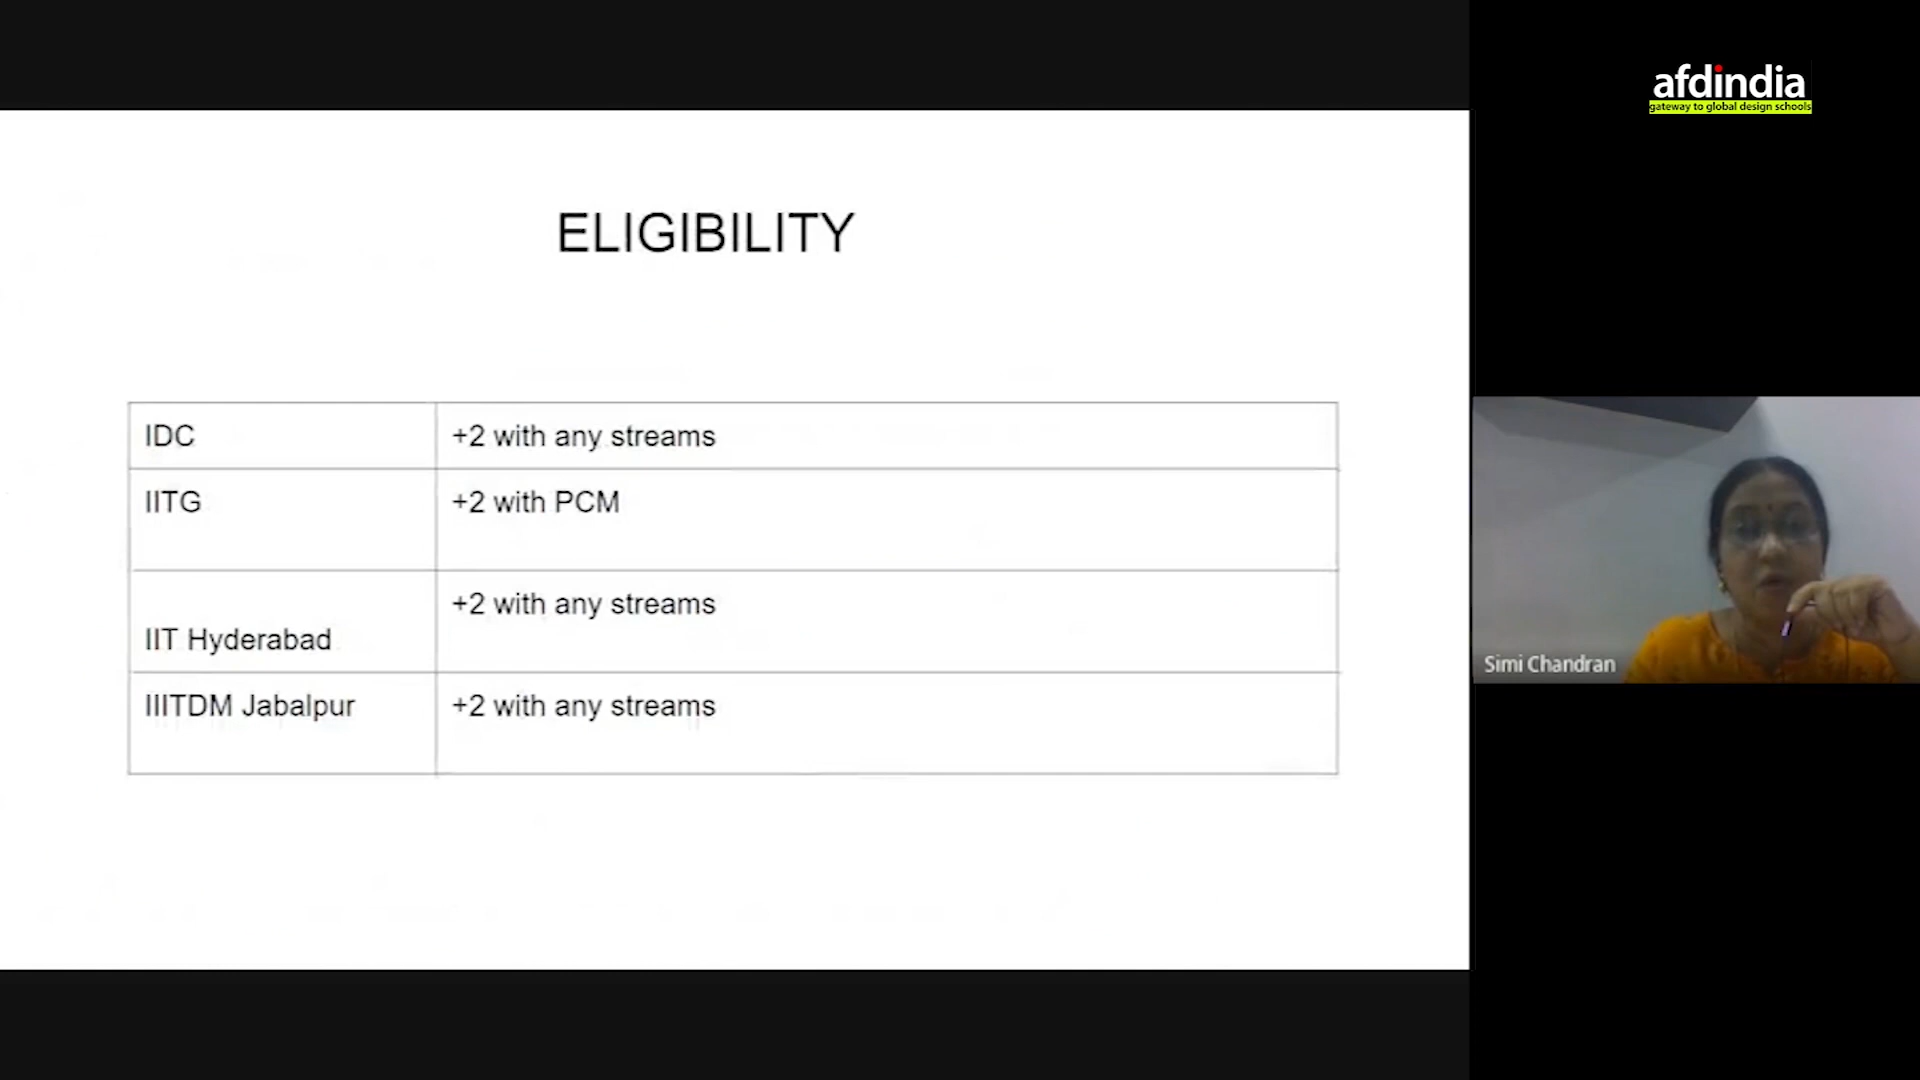 afdindia
gateway to global design schools
ELIGIBILITY
IDC +2 with any streams
IITG +2 with PCM
IIT Hyderabad +2 with any streams
IIITDM Jabalpur +2 with any streams
Simi Chandran